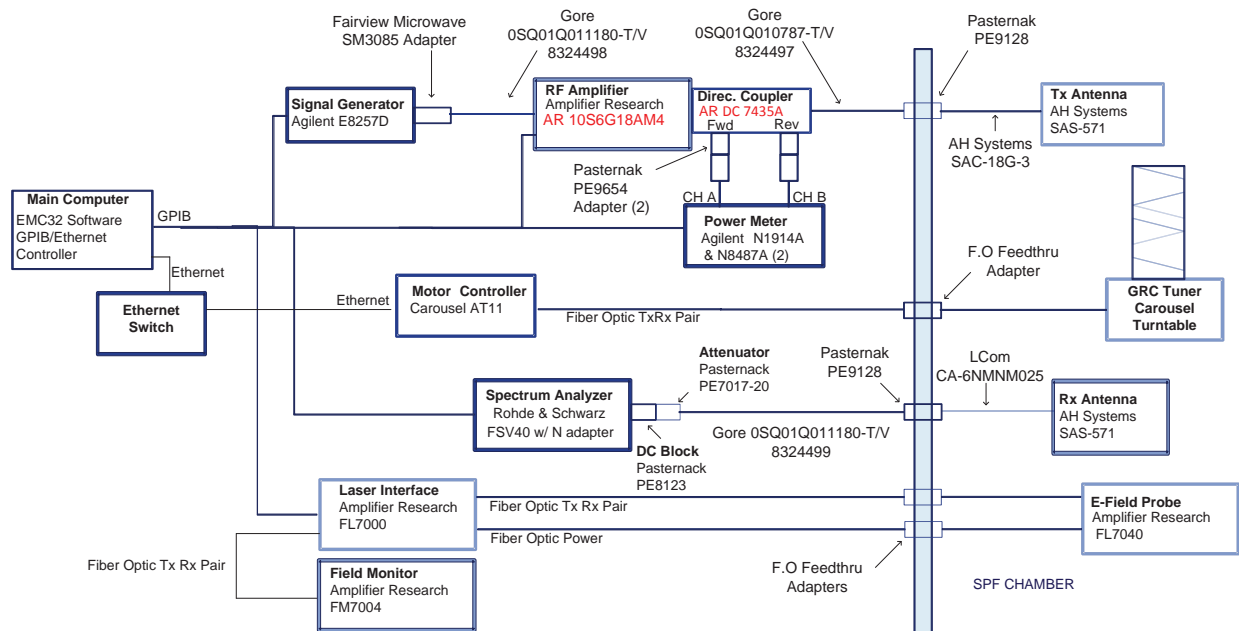 Fairview Microwave
SM3085 Adapter
Gore
0SQ01Q011180-T/V
8324498
Gore
0SQ01Q010787-T/V
8324497
Pasternak
PE9128
Signal Generator
Agilent E8257D
RF Amplifier
Amplifier Research
AR 10S6G18AM4
Direc. Coupler
AR DC 7435A
Fwd
Rev
Tx Antenna
AH Systems
SAS-571
AH Systems
SAC-18G-3
Pasternak
PE9654
Adapter (2)
CH A
CH B
Main Computer
EMC32 Software
GPIB/Ethernet
Controller
GPIB
Power Meter
Agilent N1914A
& N8487A (2)
F.O Feedthru
Adapter
Ethernet
Ethernet
Switch
Ethernet
Motor Controller
Carousel AT11
Fiber Optic TxRx Pair
GRC Tuner
Carousel
Turntable
Attenuator
Pasternack
PE7017-20
Pasternak
PE9128
LCom
CA-6NMNM025
Spectrum Analyzer
Rohde & Schwarz
FSV40 w/ N adapter
Gore 0SQ01Q011180-T/V
8324499
Rx Antenna
AH Systems
SAS-571
DC Block
Pasternack
PE8123
Laser Interface
Amplifier Research
FL7000
Fiber Optic Tx Rx Pair
Fiber Optic Power
E-Field Probe
Amplifier Research
FL7040
Fiber Optic Tx Rx Pair
Field Monitor
Amplifier Research
FM7004
F.O Feedthru
Adapters
SPF CHAMBER